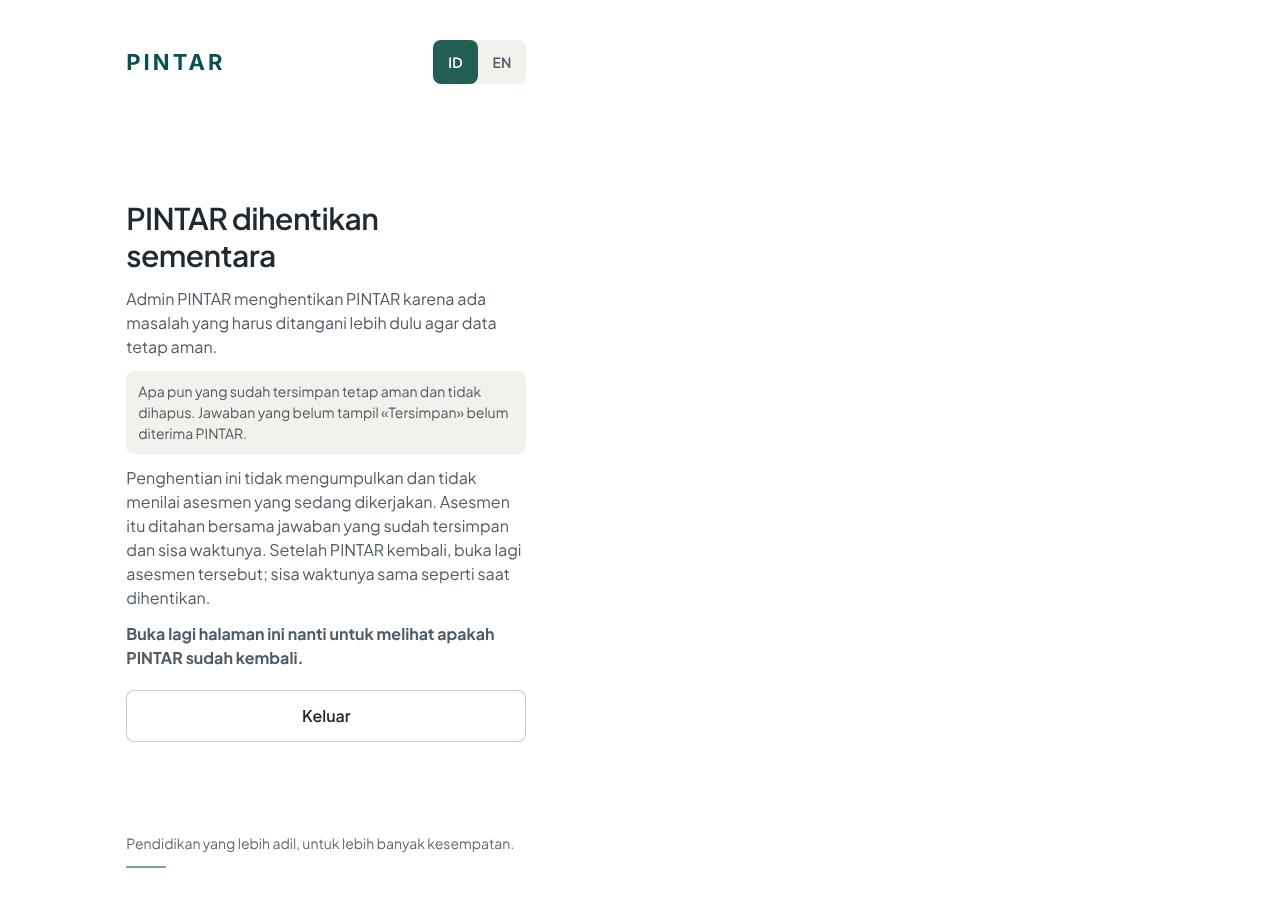 PINTAR
ID
EN
PINTAR dihentikan
sementara
Admin PINTAR menghentikan PINTAR karena ada
masalah yang harus ditangani lebih dulu agar data
tetap aman.
Apa pun yang sudah tersimpan tetap aman dan tidak
dihapus. Jawaban yang belum tampil «Tersimpan» belum
diterima PINTAR.
Penghentian ini tidak mengumpulkan dan tidak
menilai asesmen yang sedang dikerjakan. Asesmen
itu ditahan bersama jawaban yang sudah tersimpan
dan sisa waktunya. Setelah PINTAR kembali, buka lagi
asesmen tersebut; sisa waktunya sama seperti saat
dihentikan.
Buka lagi halaman ini nanti untuk melihat apakah
PINTAR sudah kembali.
Keluar
Pendidikan yang lebih adil, untuk lebih banyak kesempatan.